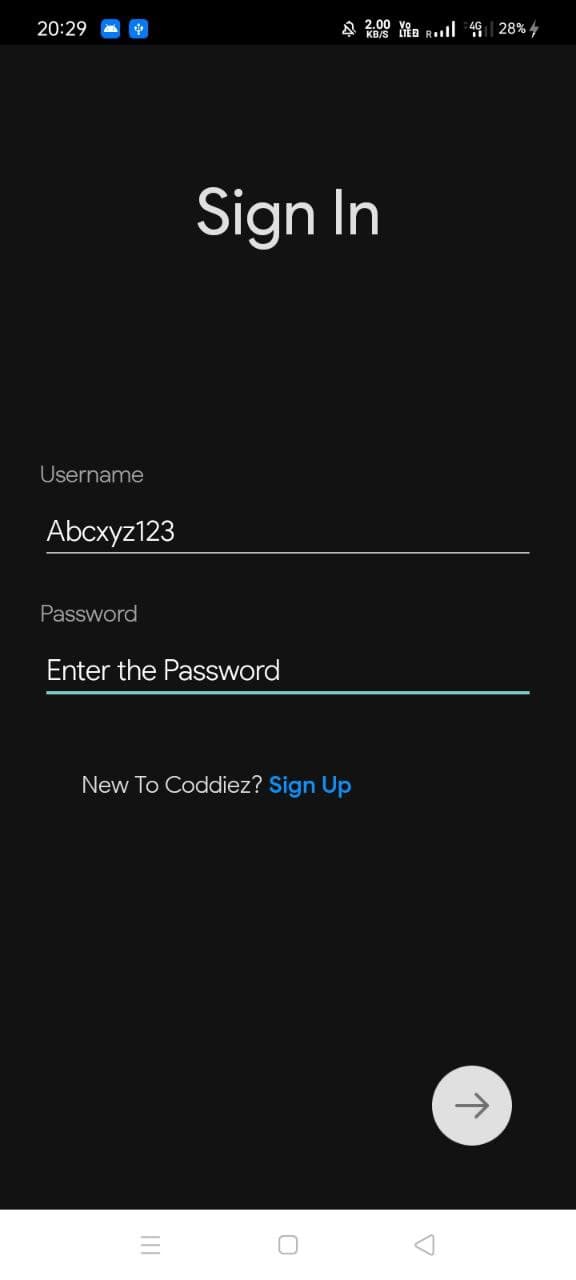 20:29 2.00 KB/S Vo LTE2 R 4G 28%
Sign In
Username
Abcxyz123
Password
Enter the Password
New To Coddiez? Sign Up